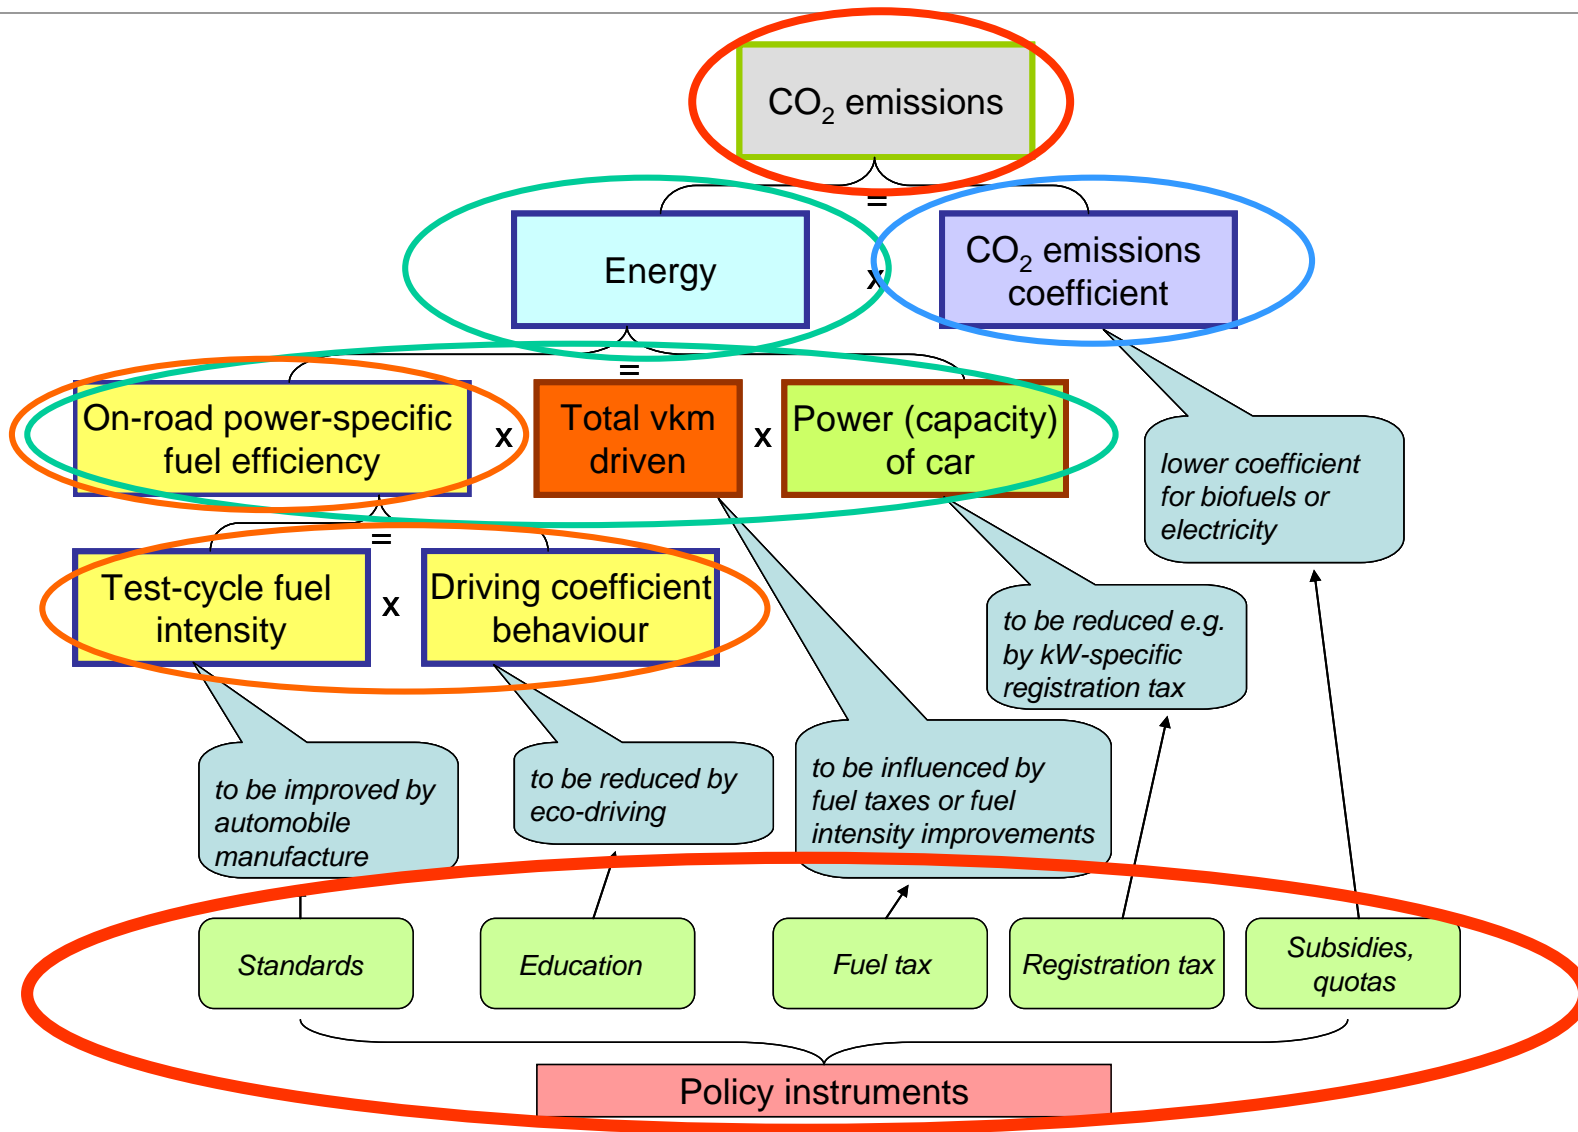 CO₂ emissions
=
Energy
x
CO₂ emissions
coefficient
=
On-road power-specific
fuel efficiency
x
Total vkm
driven
x
Power (capacity)
of car
lower coefficient
for biofuels or
electricity
=
Test-cycle fuel
intensity
x
Driving coefficient
behaviour
to be reduced e.g.
by kW-specific
registration tax
to be improved by
automobile
manufacture
to be reduced by
eco-driving
to be influenced by
fuel taxes or fuel
intensity improvements
Standards
Education
Fuel tax
Registration tax
Subsidies,
quotas
Policy instruments